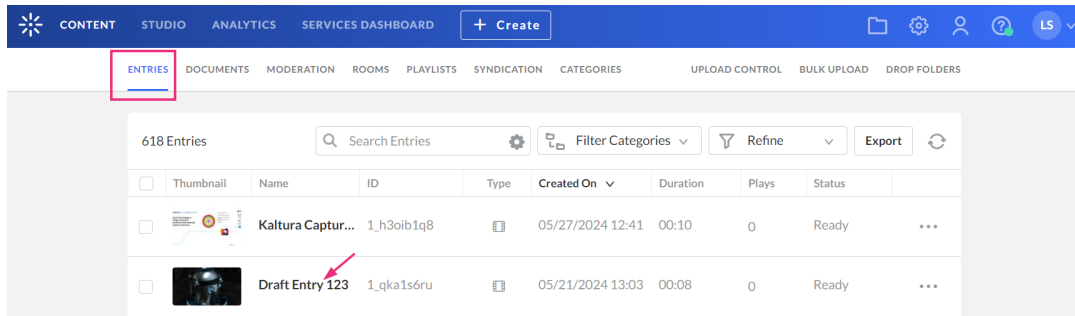 CONTENT STUDIO ANALYTICS SERVICES DASHBOARD + Create LS
ENTRIES DOCUMENTS MODERATION ROOMS PLAYLISTS SYNDICATION CATEGORIES UPLOAD CONTROL BULK UPLOAD DROP FOLDERS
618 Entries Search Entries Filter Categories Refine Export
Thumbnail Name ID Type Created On Duration Plays Status
Kaltura Captur... 1_h3oib1q8 05/27/2024 12:41 00:10 0 Ready
Draft Entry 123 1_qka1s6ru 05/21/2024 13:03 00:08 0 Ready